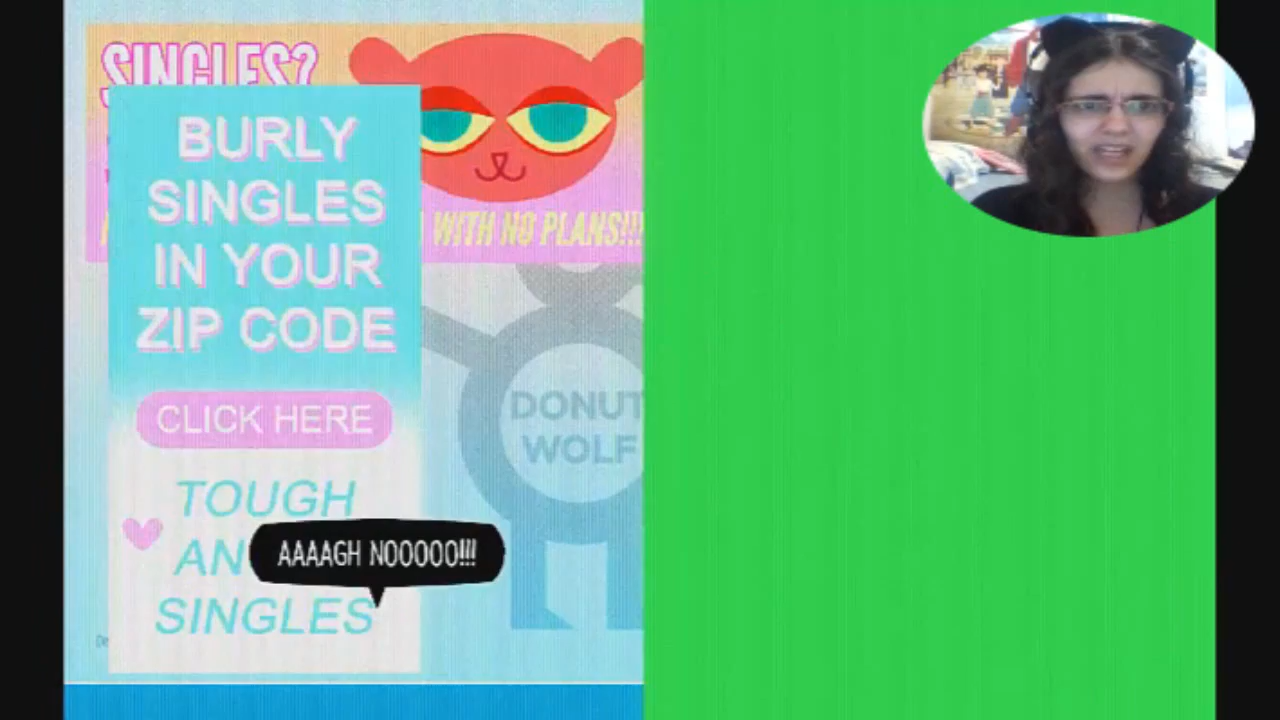 SINGLES?
BURLY
SINGLES
IN YOUR
ZIP CODE
WITH NO PLANS!!!
CLICK HERE
DONUT
WOLF
TOUGH
AN
AAAAGH NOOOOO!!!
SINGLES